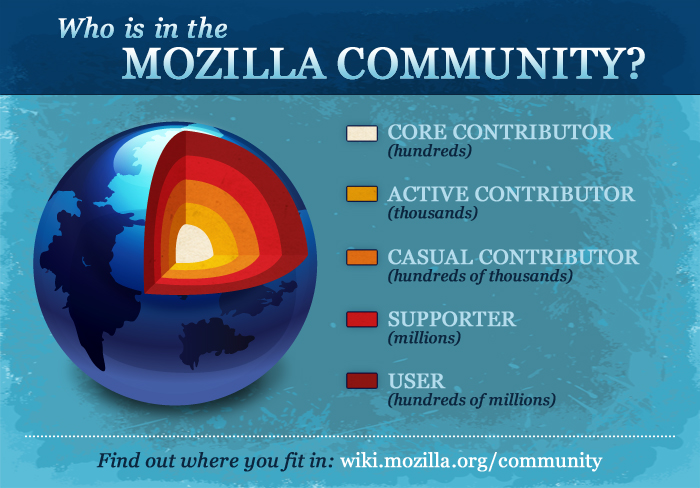 Who is in the
MOZILLA COMMUNITY?
CORE CONTRIBUTOR
(hundreds)
ACTIVE CONTRIBUTOR
(thousands)
CASUAL CONTRIBUTOR
(hundreds of thousands)
SUPPORTER
(millions)
USER
(hundreds of millions)
Find out where you fit in: wiki.mozilla.org/community